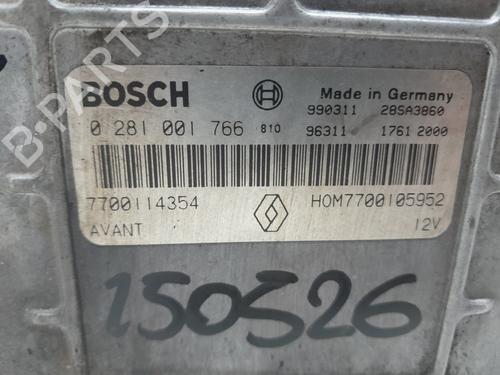 B-PARTS
BOSCH
Made in Germany
990311 28SA3860
0 281 001 766 810 96311 1761 2000
7700114354 HOM7700105952
AVANT 12V
150526